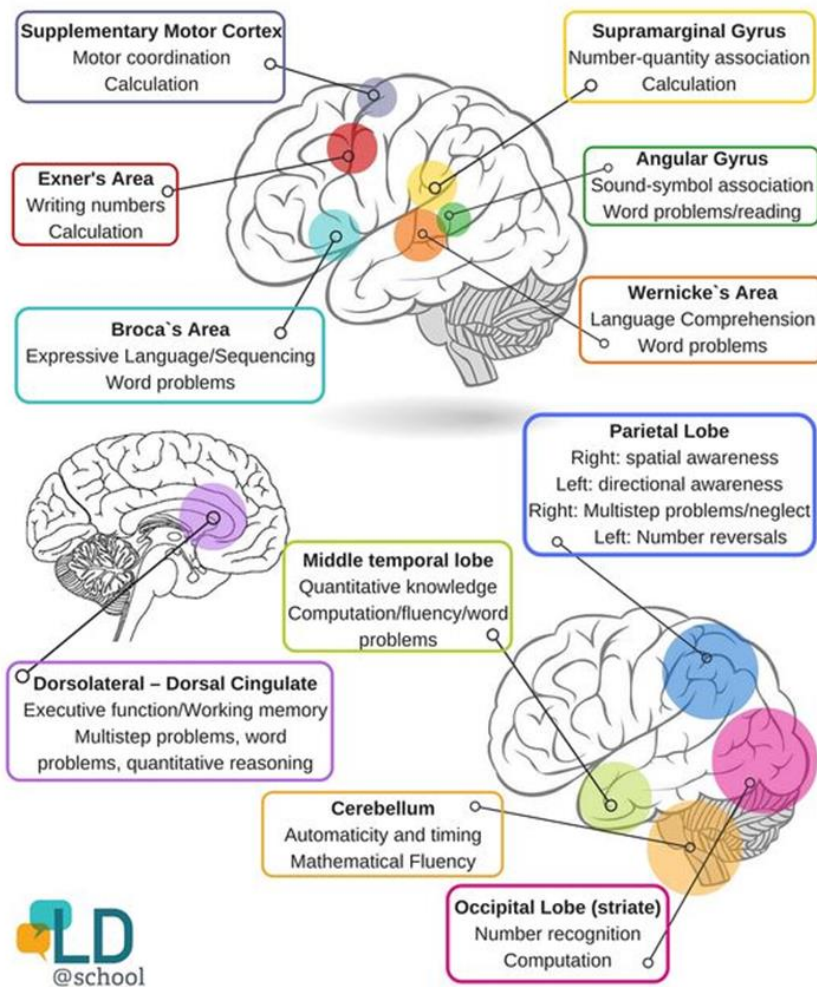 Supplementary Motor Cortex
Motor coordination
Calculation
Supramarginal Gyrus
Number-quantity association
Calculation
Exner's Area
Writing numbers
Calculation
Angular Gyrus
Sound-symbol association
Word problems/reading
Broca`s Area
Expressive Language/Sequencing
Word problems
Wernicke`s Area
Language Comprehension
Word problems
Parietal Lobe
Right: spatial awareness
Left: directional awareness
Right: Multistep problems/neglect
Left: Number reversals
Middle temporal lobe
Quantitative knowledge
Computation/fluency/word
problems
Dorsolateral – Dorsal Cingulate
Executive function/Working memory
Multistep problems, word
problems, quantitative reasoning
Cerebellum
Automaticity and timing
Mathematical Fluency
Occipital Lobe (striate)
Number recognition
Computation
LD
@school